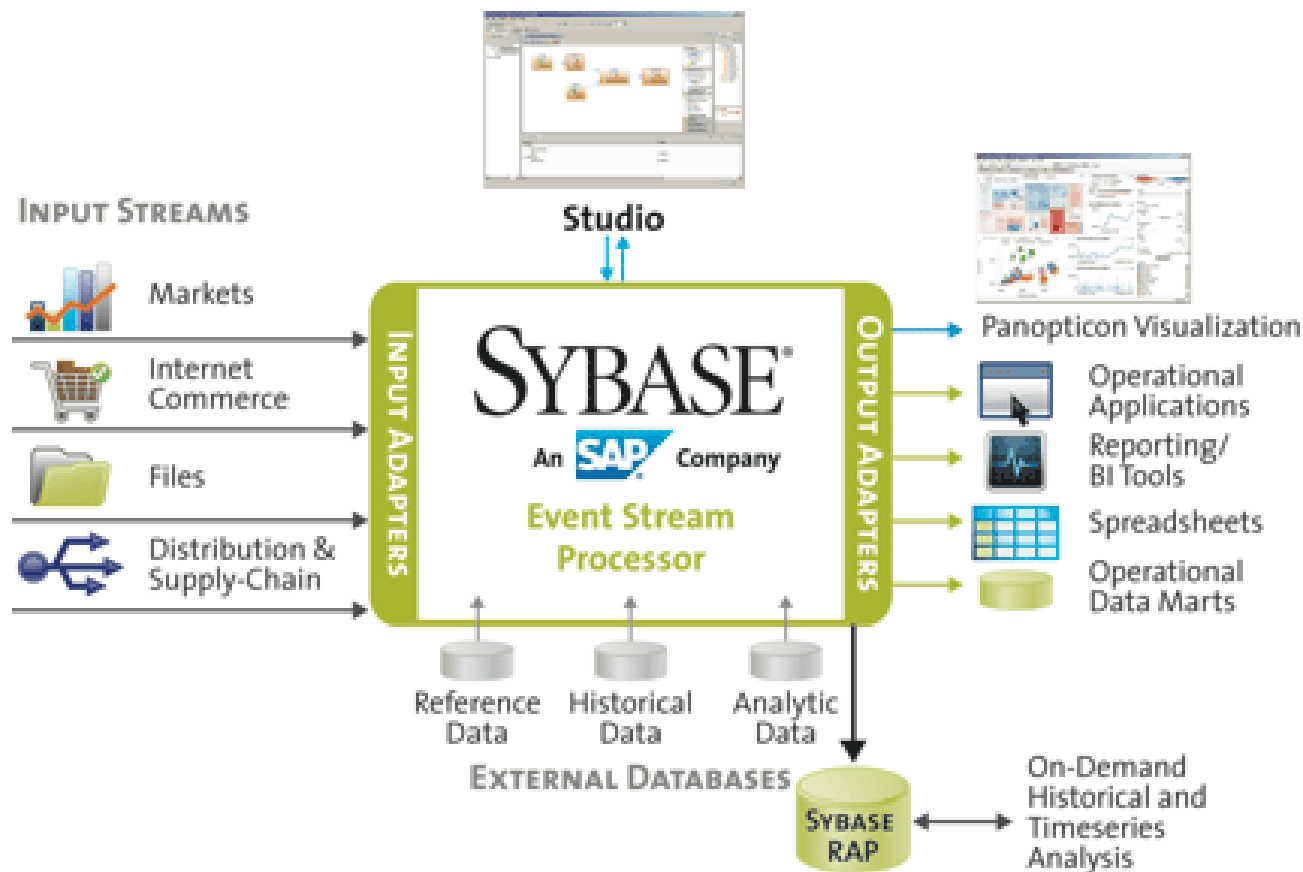 Studio
INPUT STREAMS
Markets
Internet
Commerce
Files
Distribution &
Supply-Chain
INPUT ADAPTERS
SYBASE®
An SAP Company
Event Stream
Processor
OUTPUT ADAPTERS
Panopticon Visualization
Operational
Applications
Reporting/
BI Tools
Spreadsheets
Operational
Data Marts
Reference
Data
Historical
Data
Analytic
Data
EXTERNAL DATABASES
SYBASE
RAP
On-Demand
Historical and
Timeseries
Analysis